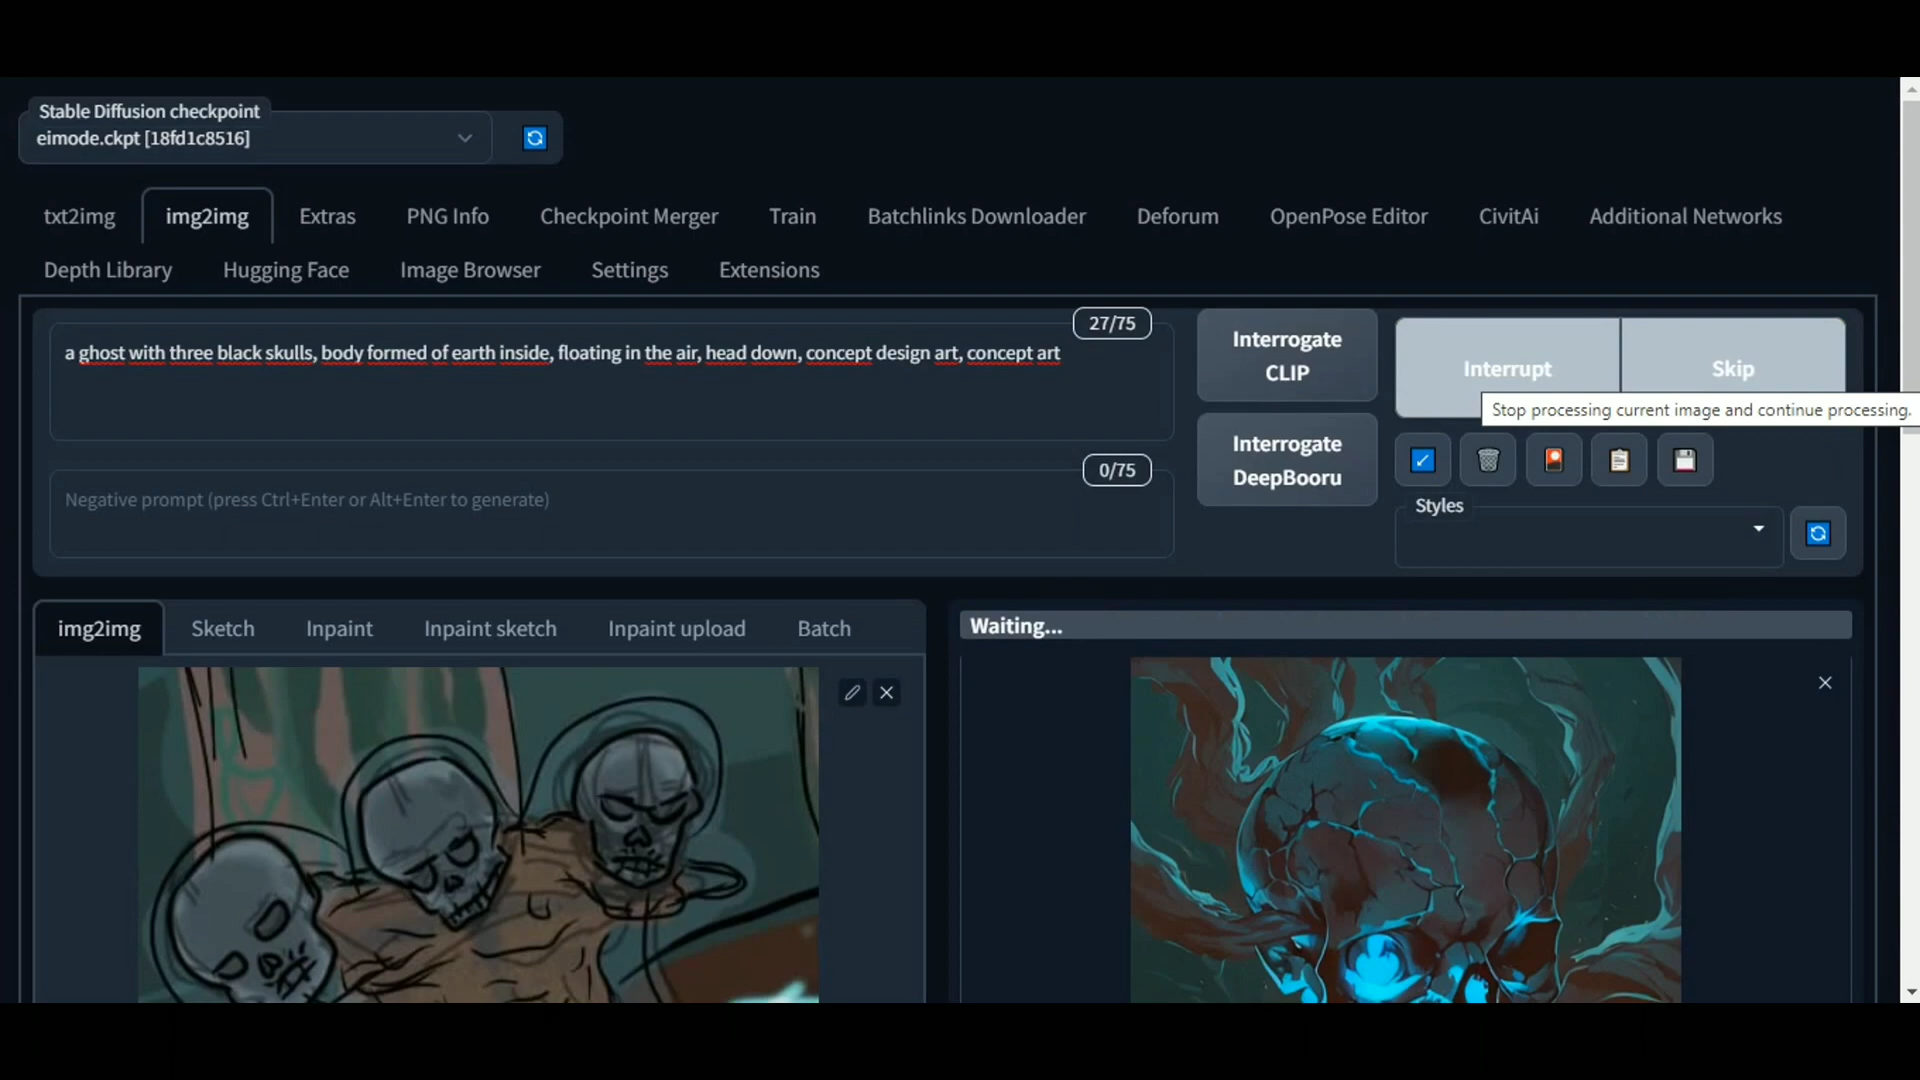 Stable Diffusion checkpoint
eimode.ckpt [18fd1c8516]
txt2img img2img Extras PNG Info Checkpoint Merger Train Batchlinks Downloader Deforum OpenPose Editor CivitAi Additional Networks
Depth Library Hugging Face Image Browser Settings Extensions
27/75
a ghost with three black skulls, body formed of earth inside, floating in the air, head down, concept design art, concept art
Interrogate
CLIP
Interrupt Skip
Stop processing current image and continue processing.
0/75
Negative prompt (press Ctrl+Enter or Alt+Enter to generate)
Interrogate
DeepBooru
Styles
img2img Sketch Inpaint Inpaint sketch Inpaint upload Batch
Waiting...